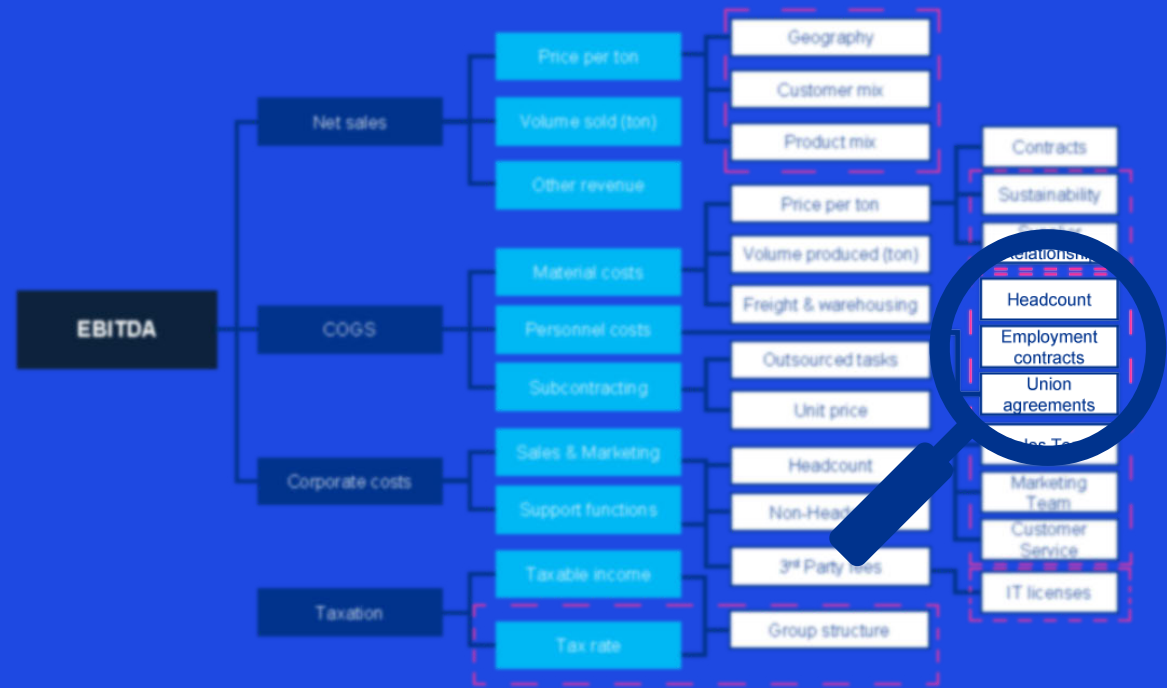 EBITDA
Net sales
COGS
Corporate costs
Taxation
Price per ton
Volume sold (ton)
Other revenue
Material costs
Personnel costs
Subcontracting
Sales & Marketing
Support functions
Taxable income
Tax rate
Geography
Customer mix
Product mix
Price per ton
Volume produced (ton)
Freight & warehousing
Outsourced tasks
Unit price
Headcount
3rd Party fees
Group structure
Contracts
Sustainability
Relationship
Headcount
Employment
contracts
Union
agreements
Marketing
Team
Customer
Service
IT licenses